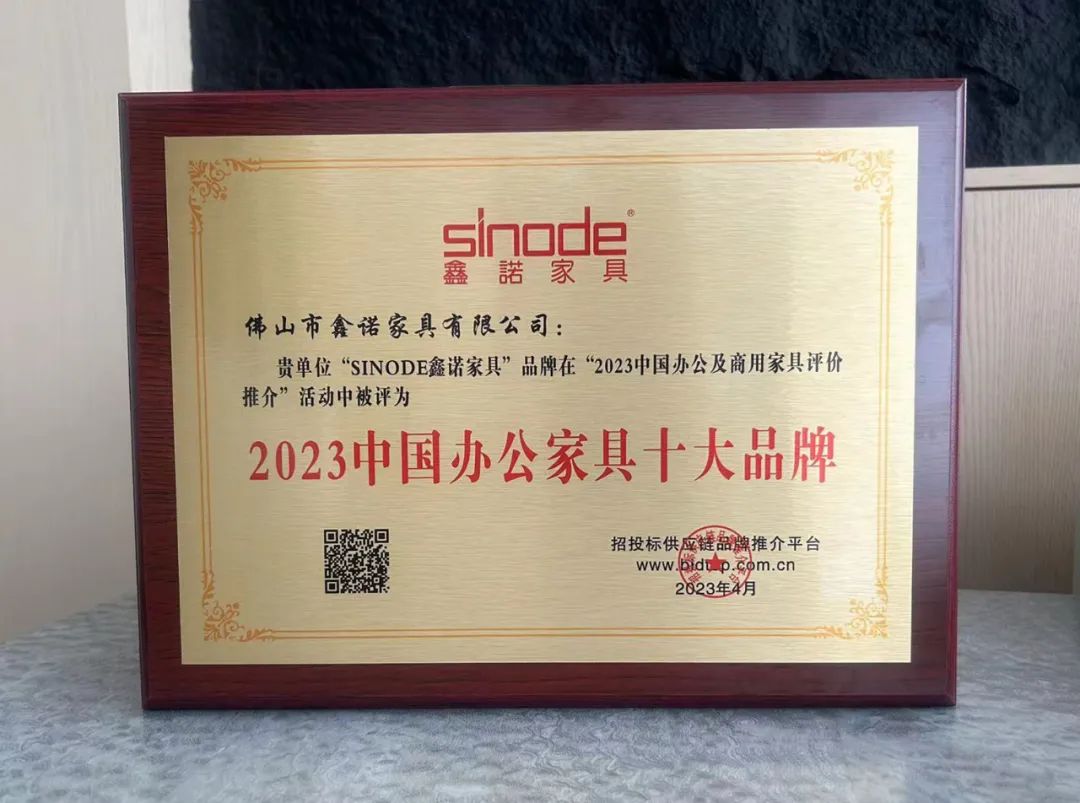 sinode®
鑫諾家具
佛山市鑫诺家具有限公司：
贵单位“SINODE鑫诺家具”品牌在“2023中国办公及商用家具评价
推介”活动中被评为
2023中国办公家具十大品牌
招投标供应链品牌推介平台
2023年4月